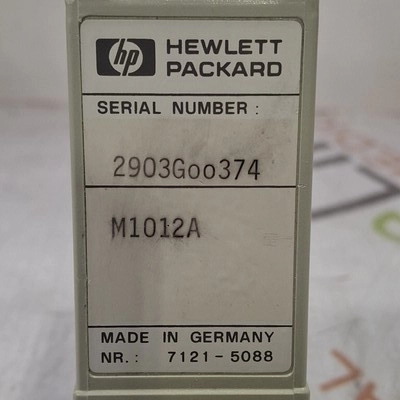 hp HEWLETT
PACKARD
SERIAL NUMBER :
2903Goo374
M1012A
MADE IN GERMANY
NR.: 7121-5088